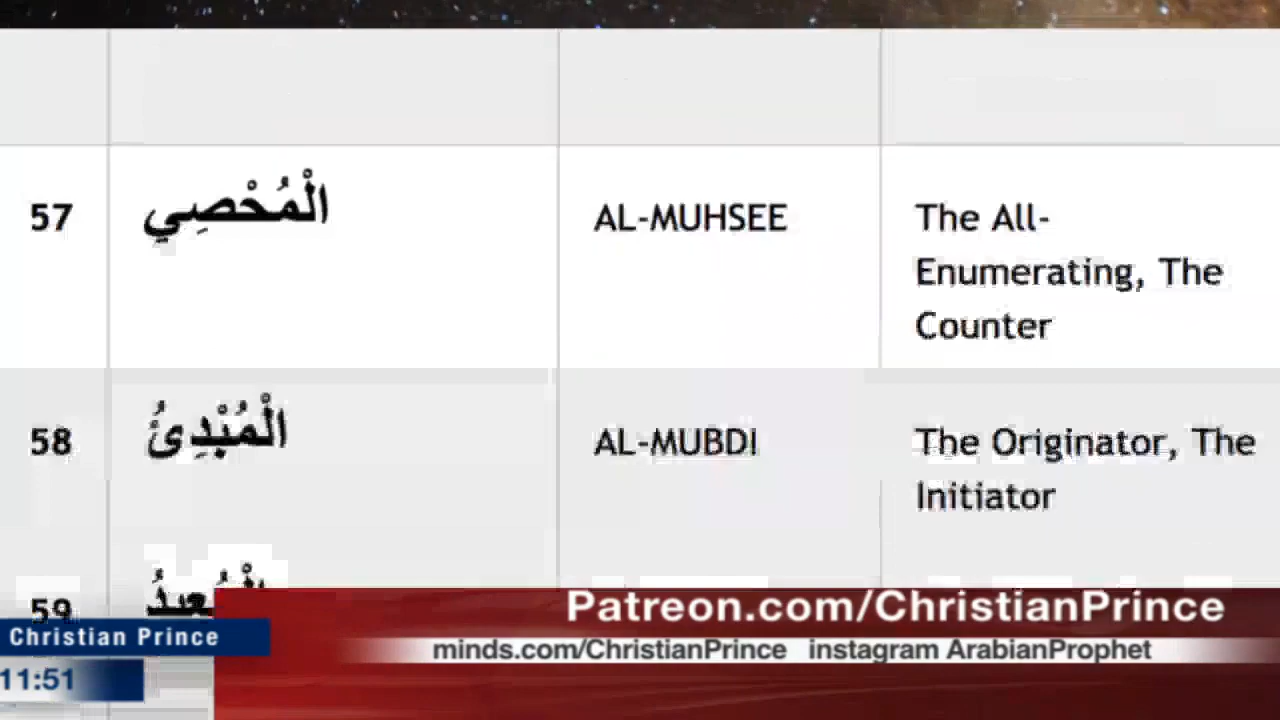 57 الْمُحْصِي AL-MUHSEE The All-
Enumerating, The
Counter
58 الْمُبْدِئُ AL-MUBDI The Originator, The
Initiator
59
Patreon.com/ChristianPrince
Christian Prince
minds.com/ChristianPrince instagram ArabianProphet
11:51